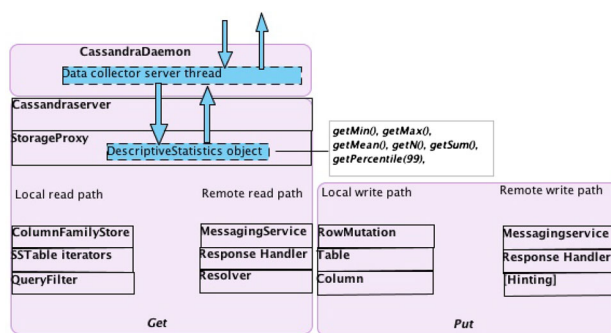 CassandraDaemon
Data collector server thread
Cassandraserver
StorageProxy
DescriptiveStatistics object
getMin(), getMax(),
getMean(), getN(), getSum(),
getPercentile(99),
Local read path
Remote read path
Local write path
Remote write path
ColumnFamilyStore
MessagingService
RowMutation
Messagingservice
SSTable iterators
Response Handler
Table
Response Handler
QueryFilter
Resolver
Column
[Hinting]
Get
Put